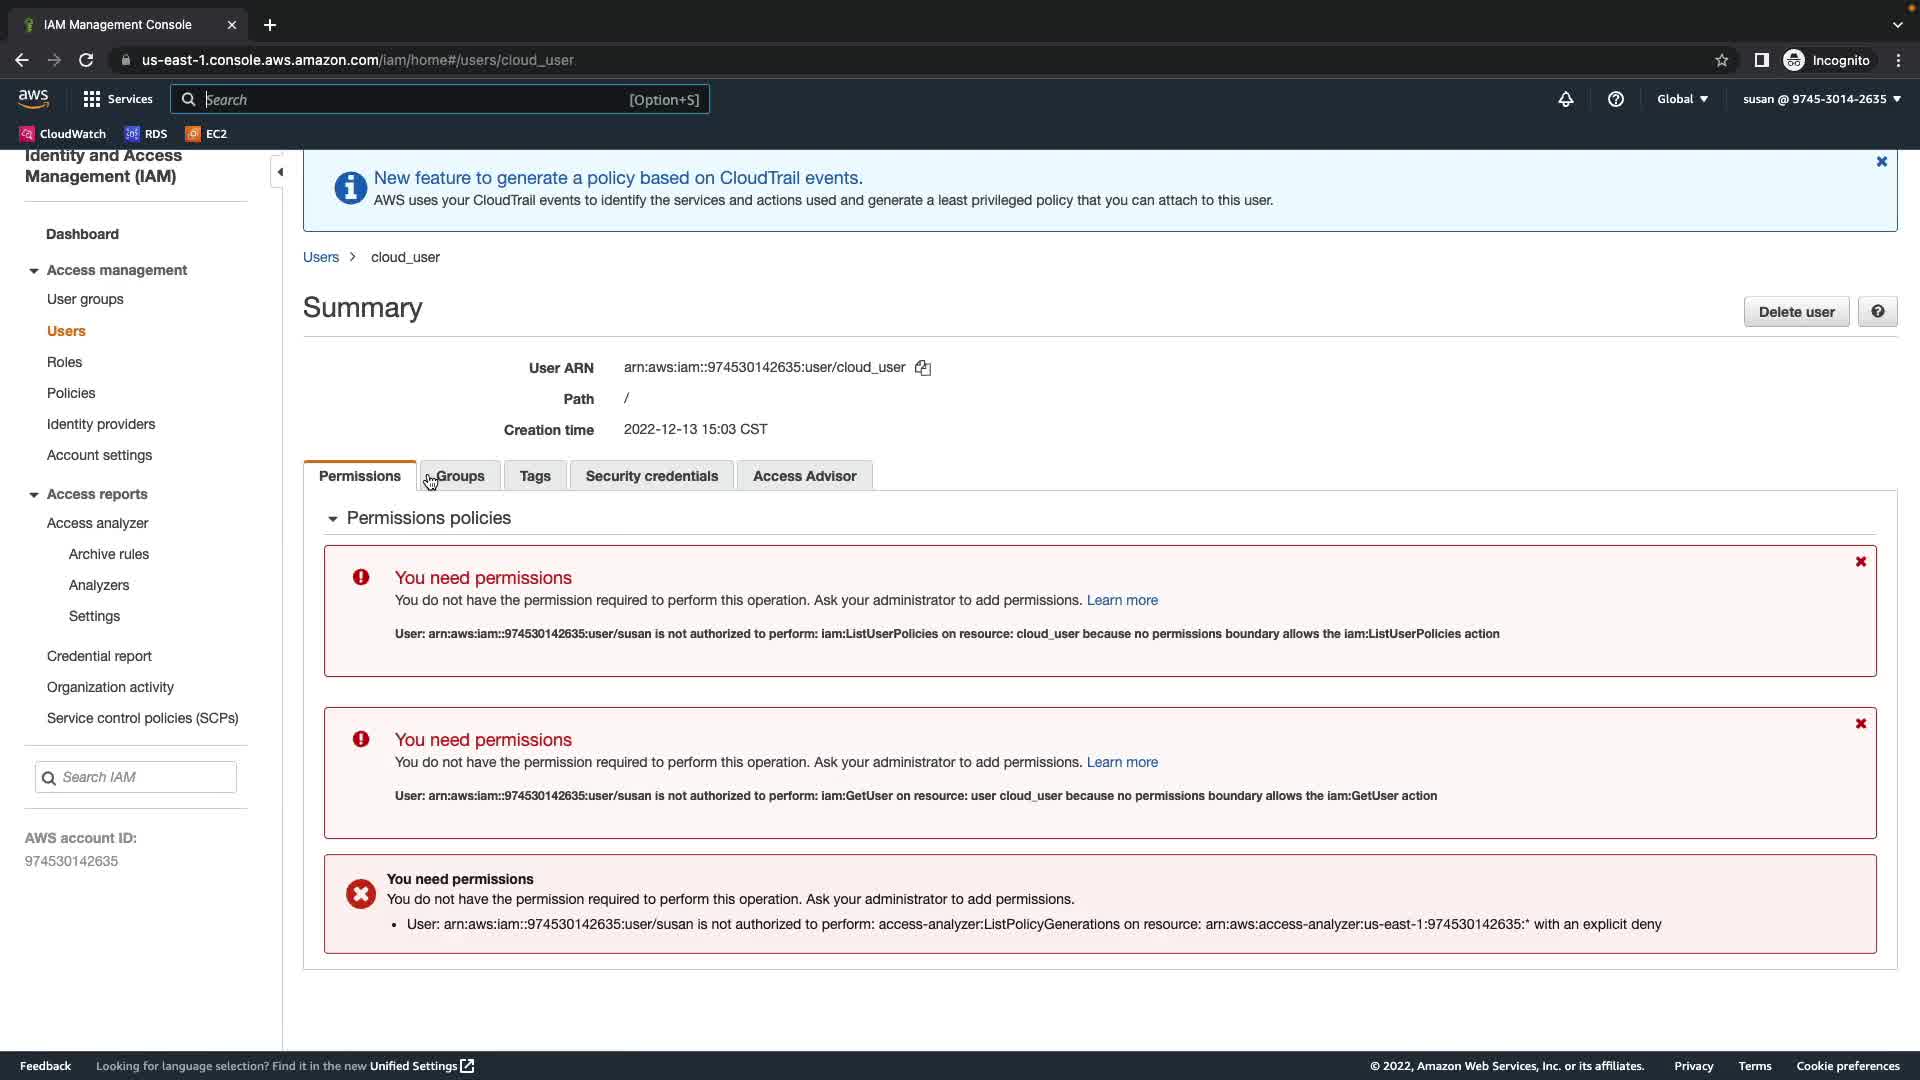 IAM Management Console
us-east-1.console.aws.amazon.com/iam/home#/users/cloud_user
Incognito
aws
Services
Search
[Option+S]
Global
susan @ 9745-3014-2635
CloudWatch
RDS
EC2
Identity and Access
Management (IAM)
Dashboard
Access management
User groups
Users
Roles
Policies
Identity providers
Account settings
Access reports
Access analyzer
Archive rules
Analyzers
Settings
Credential report
Organization activity
Service control policies (SCPs)
Search IAM
AWS account ID:
974530142635
New feature to generate a policy based on CloudTrail events.
AWS uses your CloudTrail events to identify the services and actions used and generate a least privileged policy that you can attach to this user.
Users > cloud_user
Summary
Delete user
User ARN arn:aws:iam::974530142635:user/cloud_user
Path /
Creation time 2022-12-13 15:03 CST
Permissions
Groups
Tags
Security credentials
Access Advisor
Permissions policies
You need permissions
You do not have the permission required to perform this operation. Ask your administrator to add permissions. Learn more
User: arn:aws:iam::974530142635:user/susan is not authorized to perform: iam:ListUserPolicies on resource: cloud_user because no permissions boundary allows the iam:ListUserPolicies action
You need permissions
You do not have the permission required to perform this operation. Ask your administrator to add permissions. Learn more
User: arn:aws:iam::974530142635:user/susan is not authorized to perform: iam:GetUser on resource: user cloud_user because no permissions boundary allows the iam:GetUser action
You need permissions
You do not have the permission required to perform this operation. Ask your administrator to add permissions.
• User: arn:aws:iam::974530142635:user/susan is not authorized to perform: access-analyzer:ListPolicyGenerations on resource: arn:aws:access-analyzer:us-east-1:974530142635:* with an explicit deny
Feedback
Looking for language selection? Find it in the new Unified Settings
© 2022, Amazon Web Services, Inc. or its affiliates.
Privacy
Terms
Cookie preferences